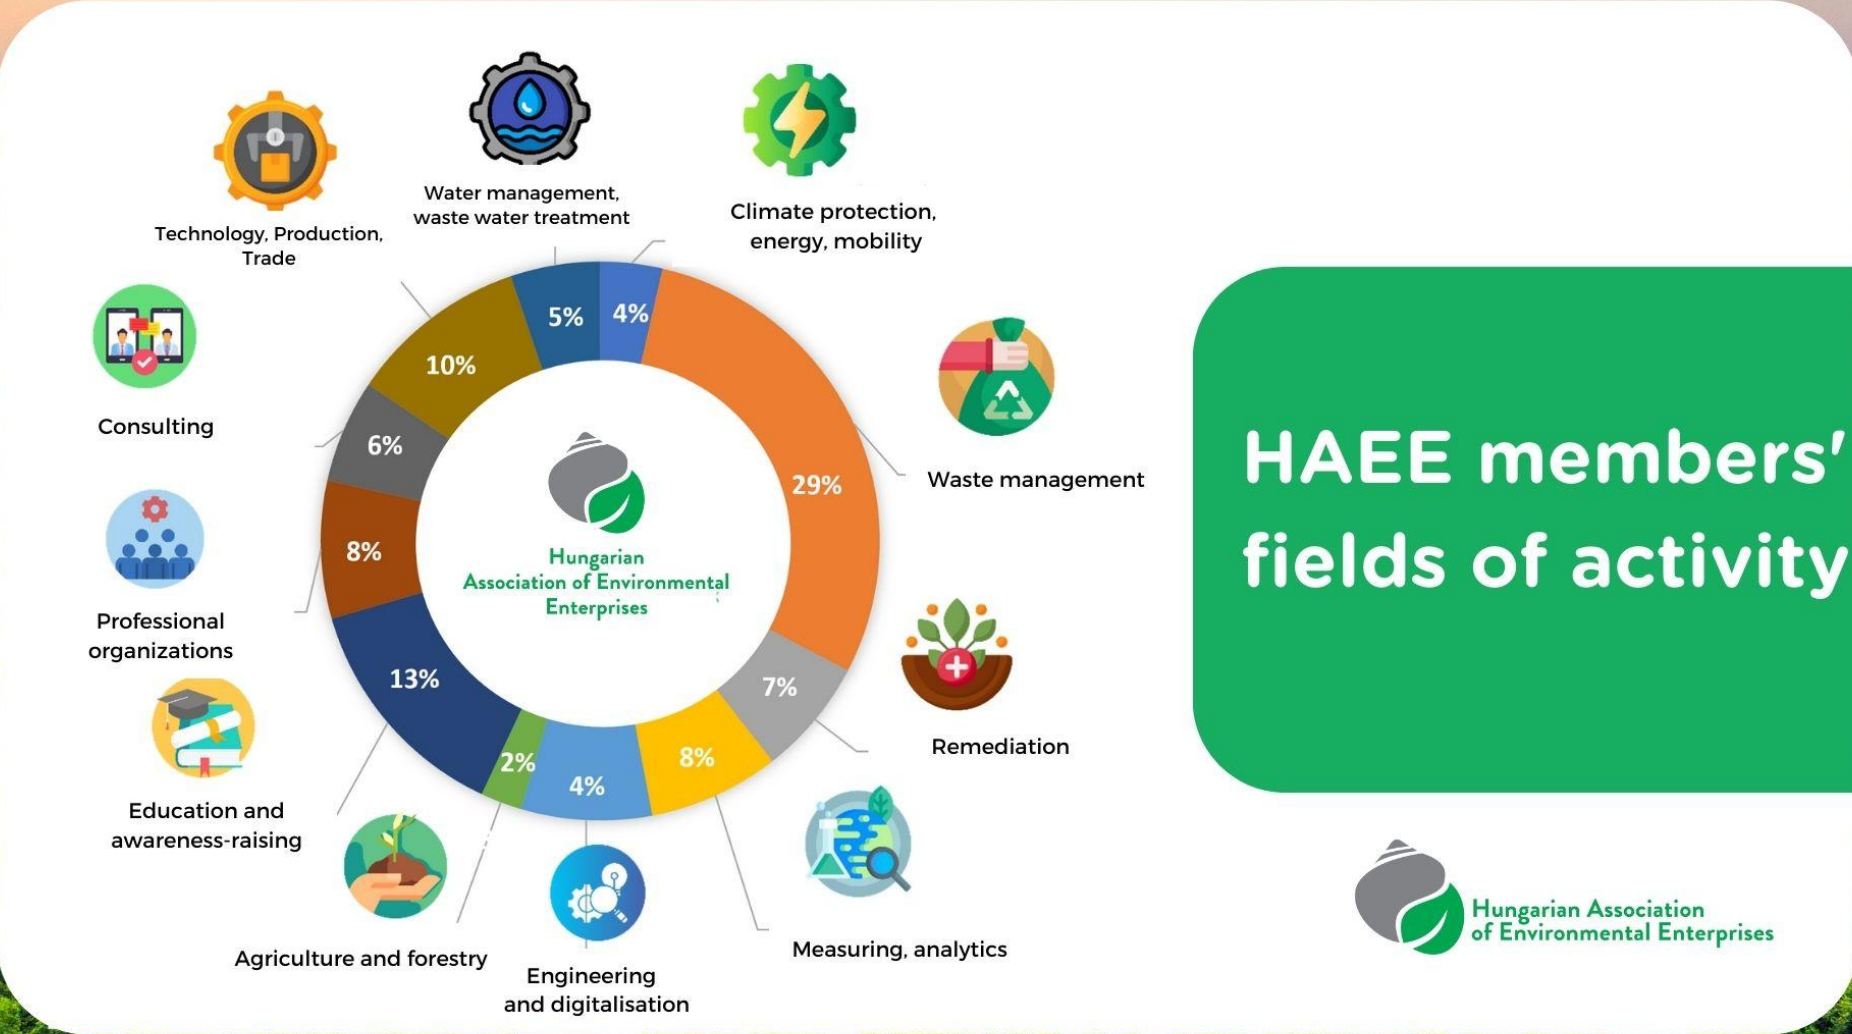 Water management,
waste water treatment
Climate protection,
energy, mobility
Technology, Production,
Trade
Consulting
Professional
organizations
Education and
awareness-raising
Agriculture and forestry
Engineering
and digitalisation
Measuring, analytics
Remediation
Waste management
5%
4%
10%
6%
29%
8%
13%
7%
2%
4%
8%
Hungarian
Association of Environmental
Enterprises
HAEE members'
fields of activity
Hungarian Association
of Environmental Enterprises